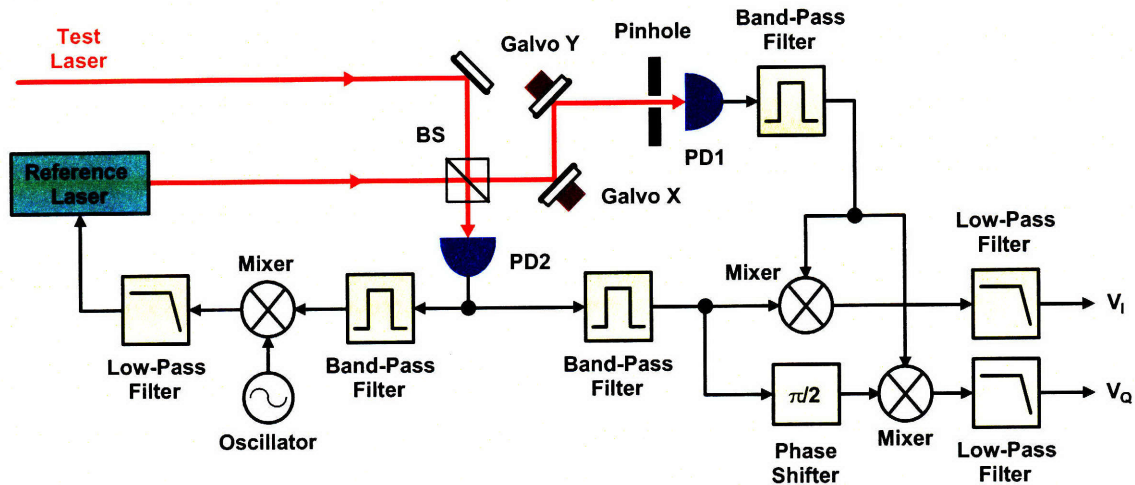 Test
Laser
Galvo Y
Pinhole
Band-Pass
Filter
BS
PD1
Reference
Laser
Galvo X
PD2
Mixer
Mixer
Low-Pass
Filter
V_I
Low-Pass
Filter
Band-Pass
Filter
Band-Pass
Filter
π/2
V_Q
Oscillator
Phase
Shifter
Mixer
Low-Pass
Filter